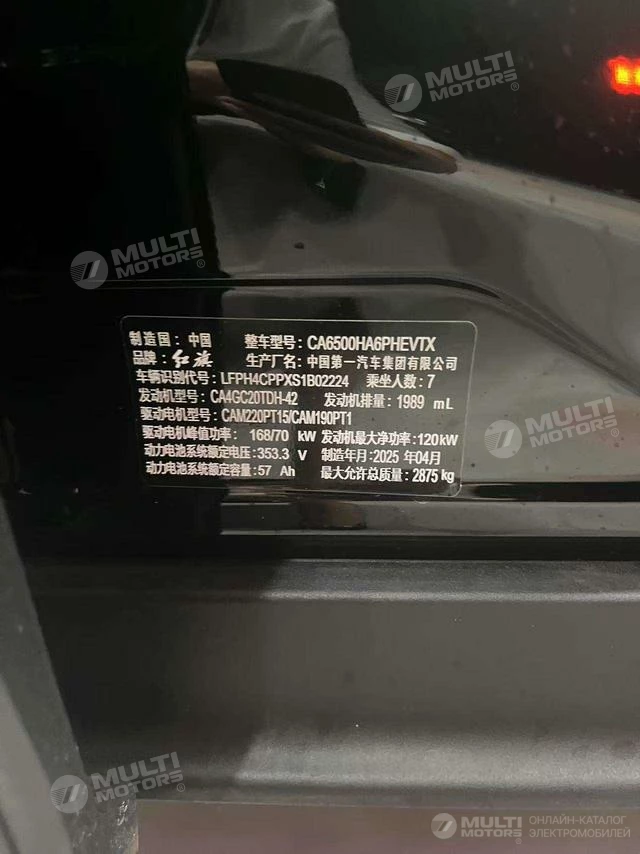 MULTI
MOTORS®
MULTI
MOTORS®
制造国：中国 整车型号：CA6500HA6PHEVTX
品牌：红旗 生产厂名：中国第一汽车集团有限公司
车辆识别代号：LFPH4CPPXS1B02224 乘坐人数：7
发动机型号：CA4GC20TDH-42 发动机排量：1989 mL
驱动电机型号：CAM220PT15/CAM190PT1
驱动电机峰值功率：168/70 kW 发动机最大净功率：120kW
动力电池系统额定电压：353.3 V 制造年月：2025 年04月
动力电池系统额定容量：57 Ah 最大允许总质量：2875 kg
MULTI
MOTORS®
MULTI
MOTORS®
MULTI
MOTORS®
ОНЛАЙН-КАТАЛОГ
ЭЛЕКТРОМОБИЛЕЙ